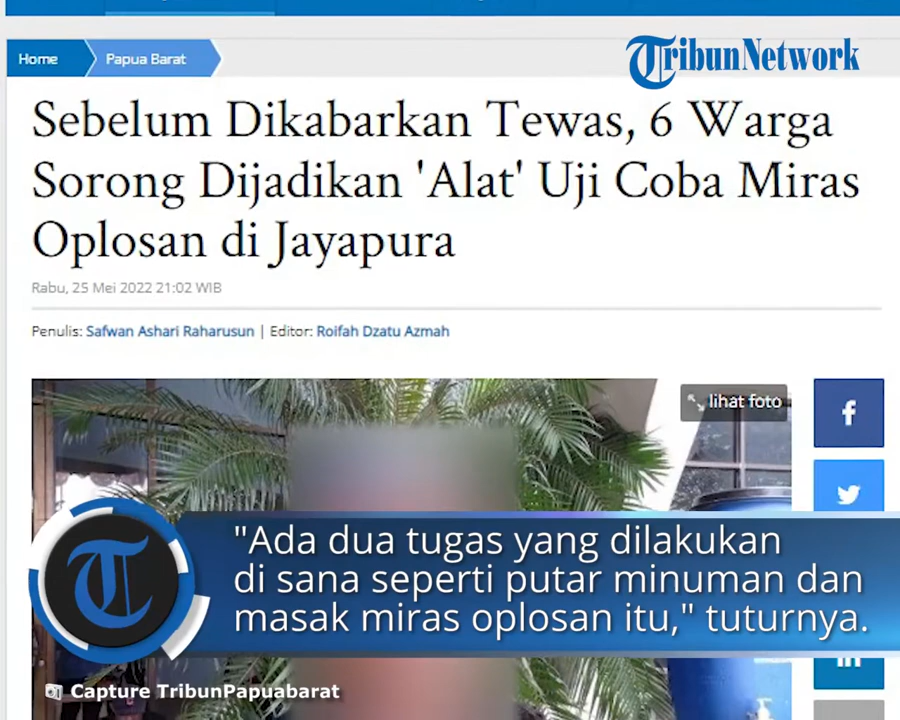 TribunNetwork
Home Papua Barat
Sebelum Dikabarkan Tewas, 6 Warga
Sorong Dijadikan 'Alat' Uji Coba Miras
Oplosan di Jayapura
Rabu, 25 Mei 2022 21:02 WIB
Penulis: Safwan Ashari Raharusun | Editor: Roifah Dzatu Azmah
lihat foto
f
T
"Ada dua tugas yang dilakukan
di sana seperti putar minuman dan
masak miras oplosan itu," tuturnya.
in
Capture TribunPapuabarat